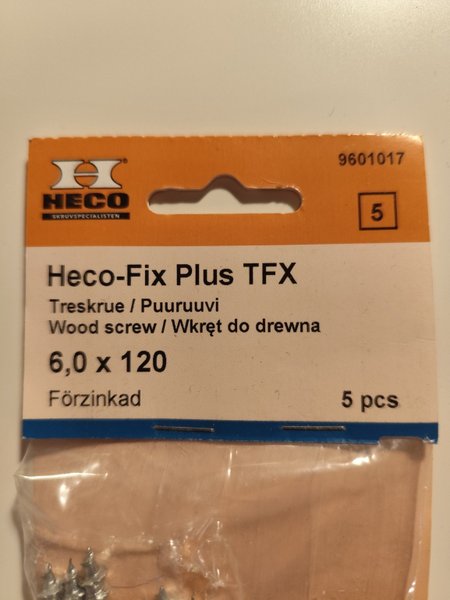 H
HECO
SKRUVSPECIALISTEN
9601017
5
Heco-Fix Plus TFX
Treskrue / Puuruuvi
Wood screw / Wkręt do drewna
6,0 x 120
Förzinkad
5 pcs